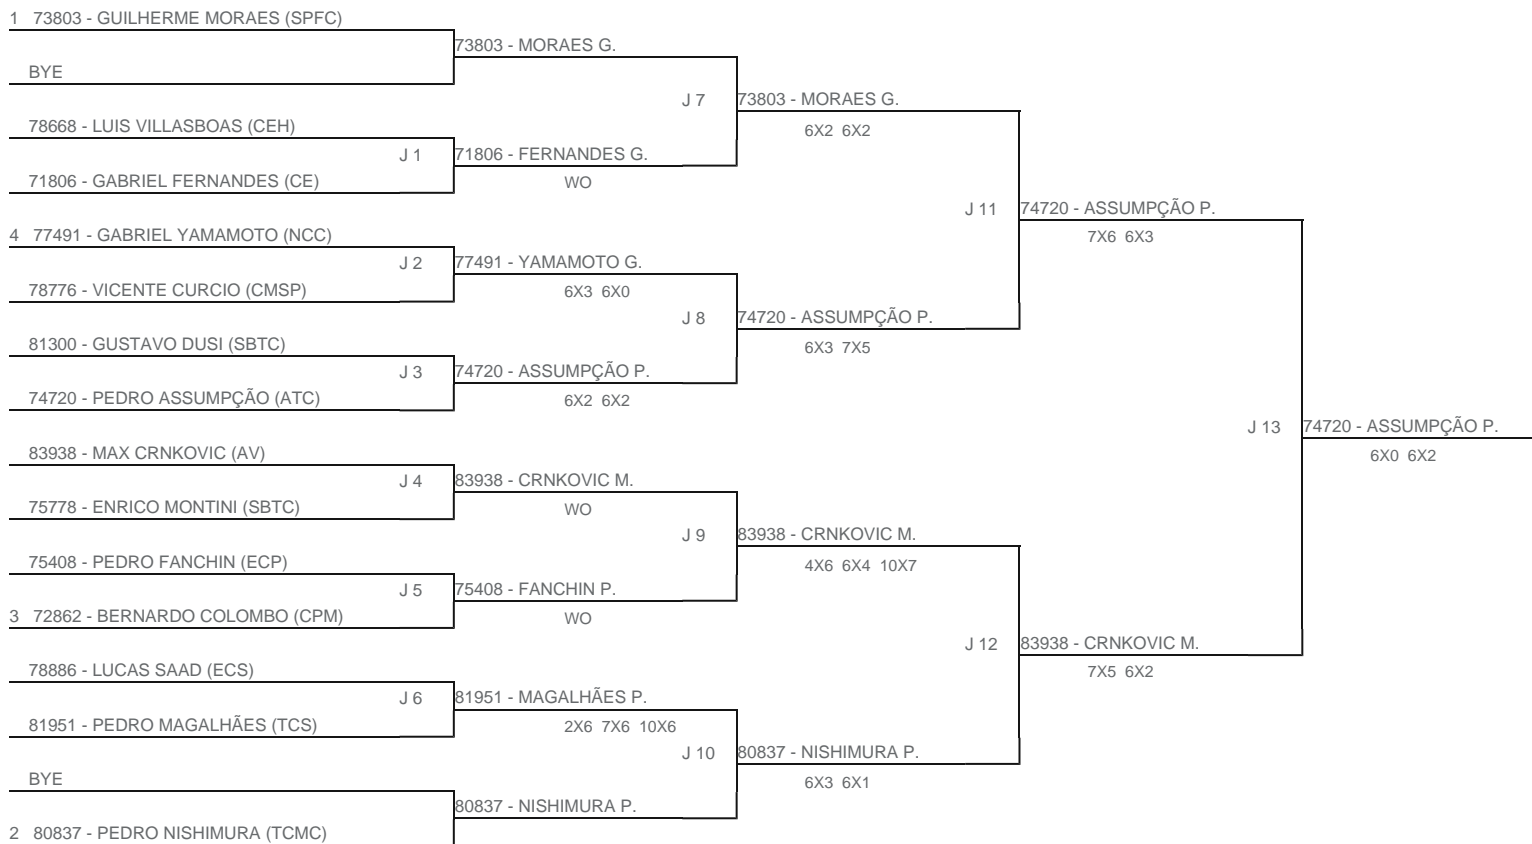 1 73803 - GUILHERME MORAES (SPFC)
73803 - MORAES G.
BYE
J 7
73803 - MORAES G.
6X2 6X2
78668 - LUIS VILLASBOAS (CEH)
J 1
71806 - FERNANDES G.
WO
71806 - GABRIEL FERNANDES (CE)
J 11
74720 - ASSUMPÇÃO P.
7X6 6X3
4 77491 - GABRIEL YAMAMOTO (NCC)
J 2
77491 - YAMAMOTO G.
6X3 6X0
78776 - VICENTE CURCIO (CMSP)
J 8
74720 - ASSUMPÇÃO P.
6X3 7X5
81300 - GUSTAVO DUSI (SBTC)
J 3
74720 - ASSUMPÇÃO P.
6X2 6X2
74720 - PEDRO ASSUMPÇÃO (ATC)
J 13
74720 - ASSUMPÇÃO P.
6X0 6X2
83938 - MAX CRNKOVIC (AV)
J 4
83938 - CRNKOVIC M.
WO
75778 - ENRICO MONTINI (SBTC)
J 9
83938 - CRNKOVIC M.
4X6 6X4 10X7
75408 - PEDRO FANCHIN (ECP)
J 5
75408 - FANCHIN P.
WO
3 72862 - BERNARDO COLOMBO (CPM)
J 12
83938 - CRNKOVIC M.
7X5 6X2
78886 - LUCAS SAAD (ECS)
J 6
81951 - MAGALHÃES P.
2X6 7X6 10X6
81951 - PEDRO MAGALHÃES (TCS)
J 10
80837 - NISHIMURA P.
6X3 6X1
BYE
80837 - NISHIMURA P.
2 80837 - PEDRO NISHIMURA (TCMC)